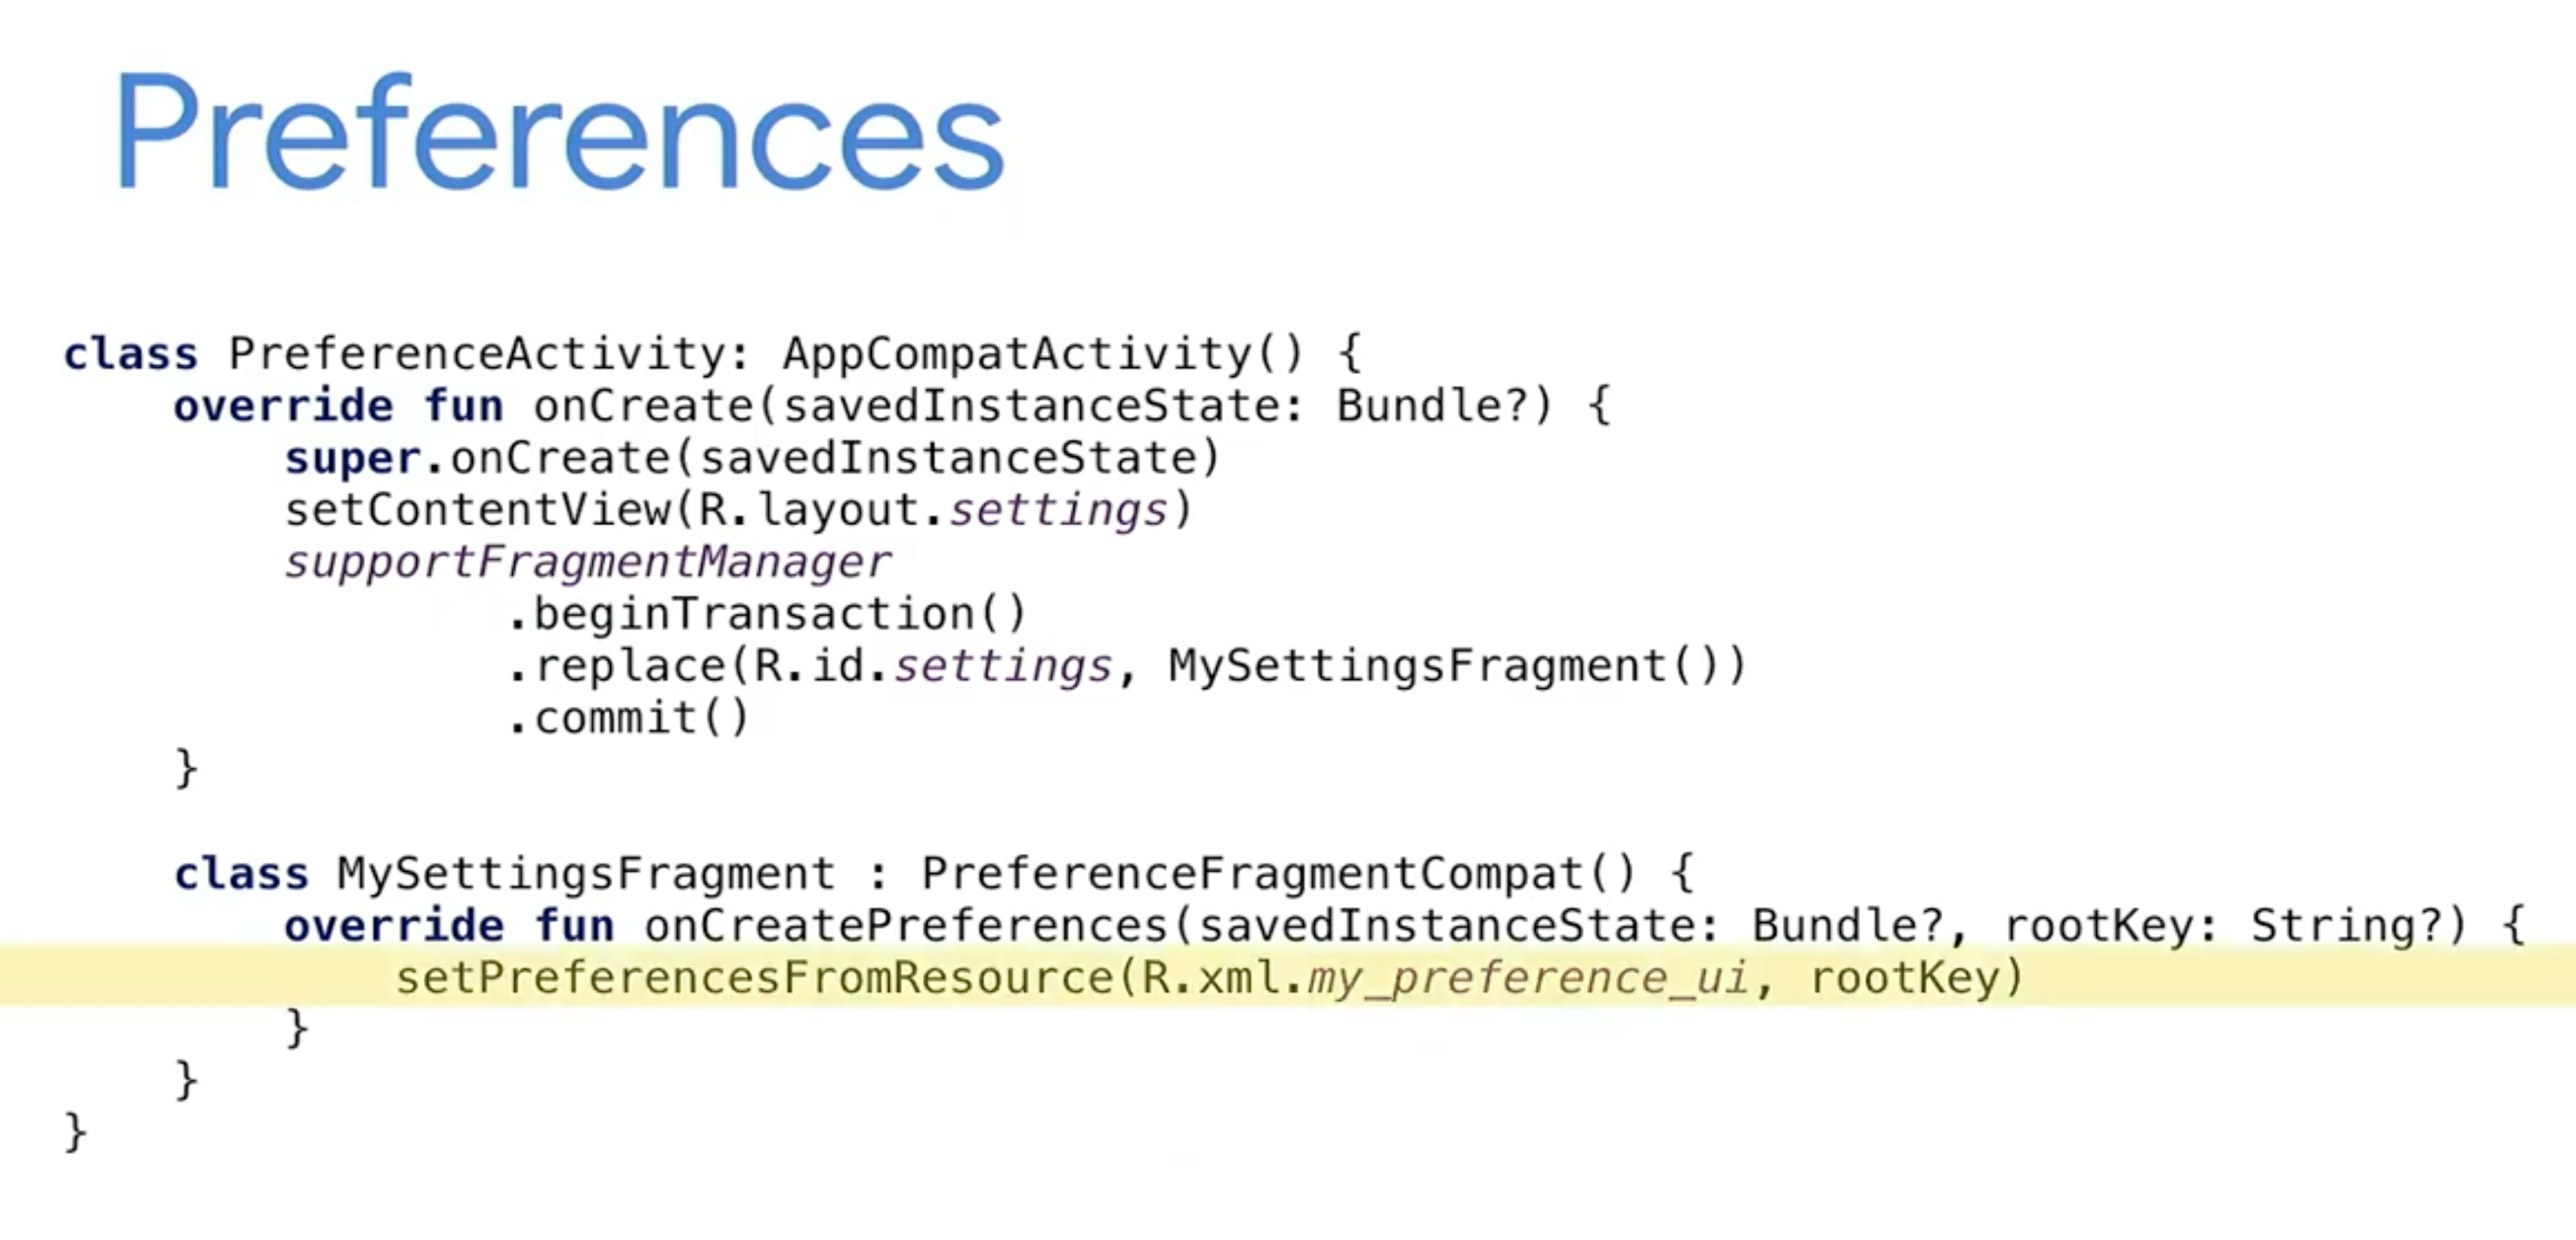 Preferences
class PreferenceActivity: AppCompatActivity() {
    override fun onCreate(savedInstanceState: Bundle?) {
        super.onCreate(savedInstanceState)
        setContentView(R.layout.settings)
        supportFragmentManager
                .beginTransaction()
                .replace(R.id.settings, MySettingsFragment())
                .commit()
    }
    class MySettingsFragment : PreferenceFragmentCompat() {
        override fun onCreatePreferences(savedInstanceState: Bundle?, rootKey: String?) {
            setPreferencesFromResource(R.xml.my_preference_ui, rootKey)
        }
    }
}